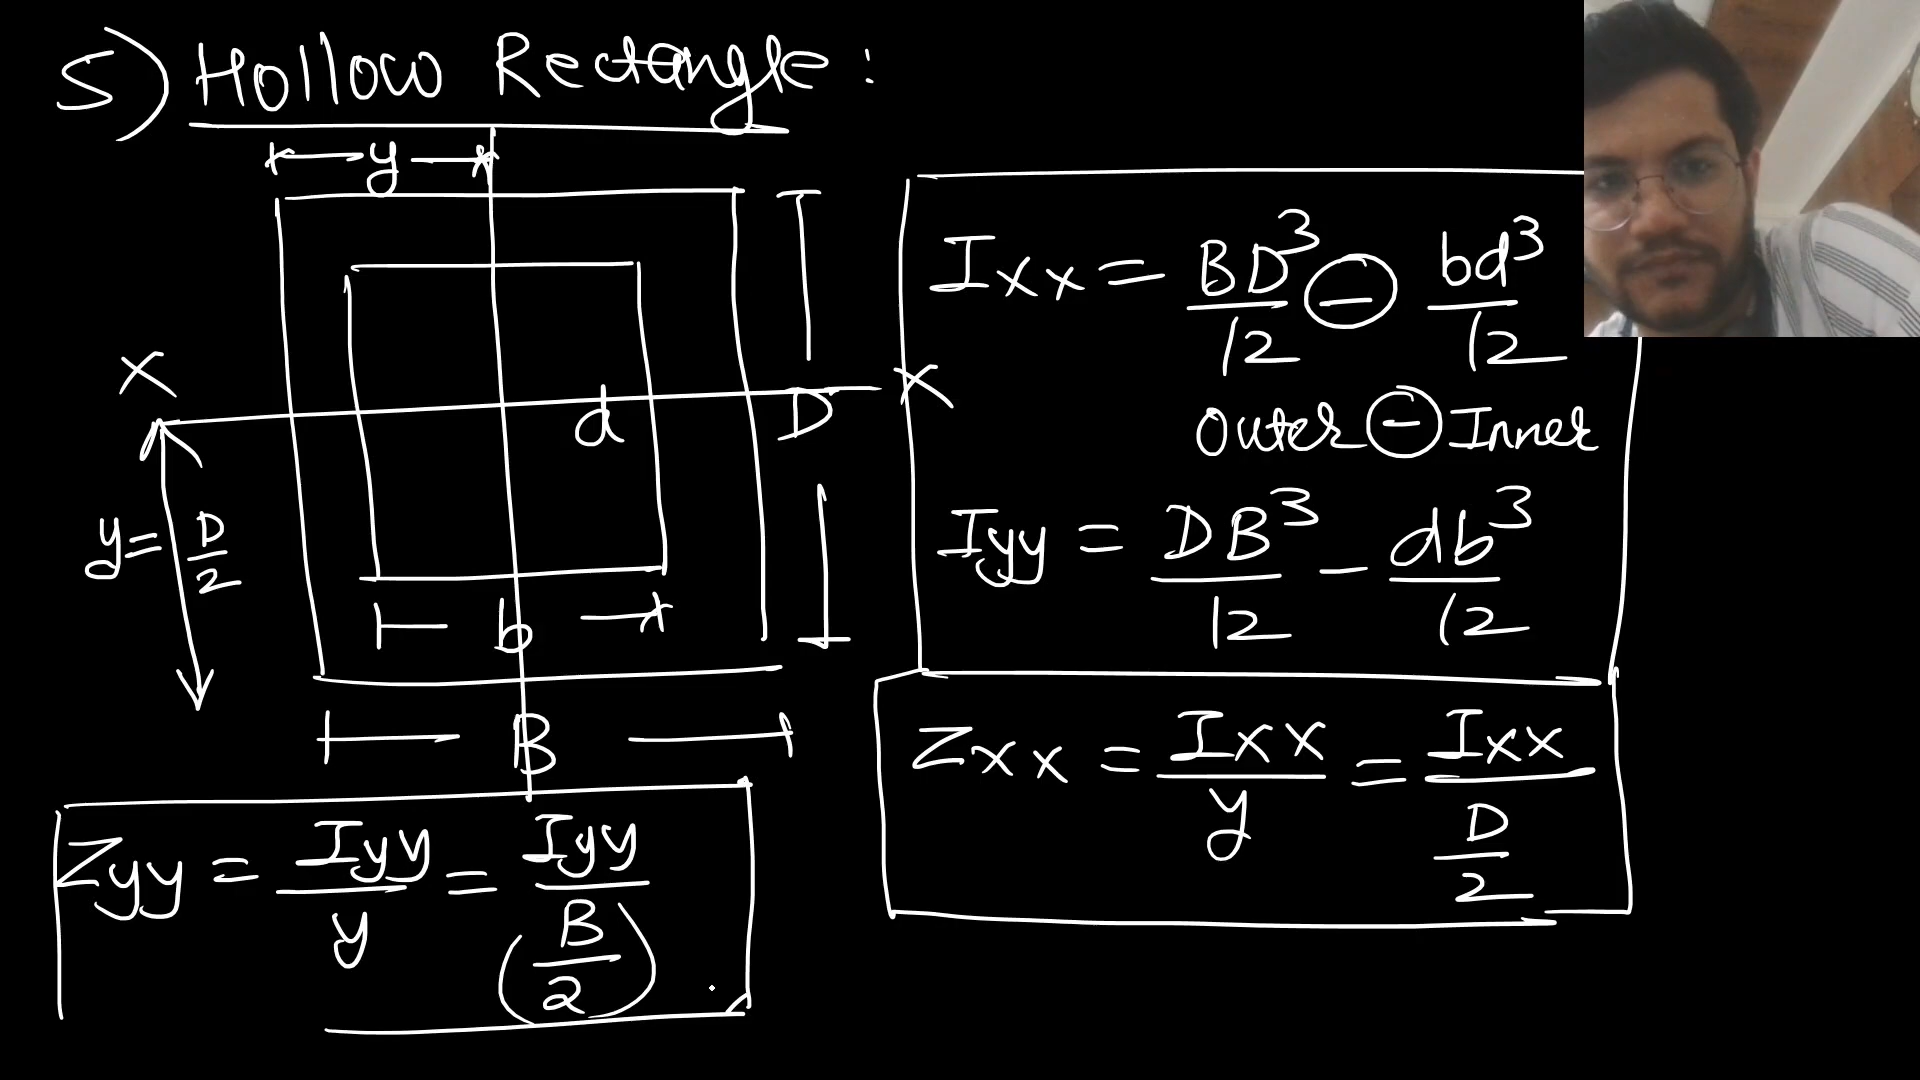 5) Hollow Rectangle :
y
X X
d
D
y = D/2
b
B
Ixx = BD³/12 − bd³/12
Outer − Inner
Iyy = DB³/12 − db³/12
Zxx = Ixx/y = Ixx/(D/2)
Zyy = Iyy/y = Iyy/(B/2)